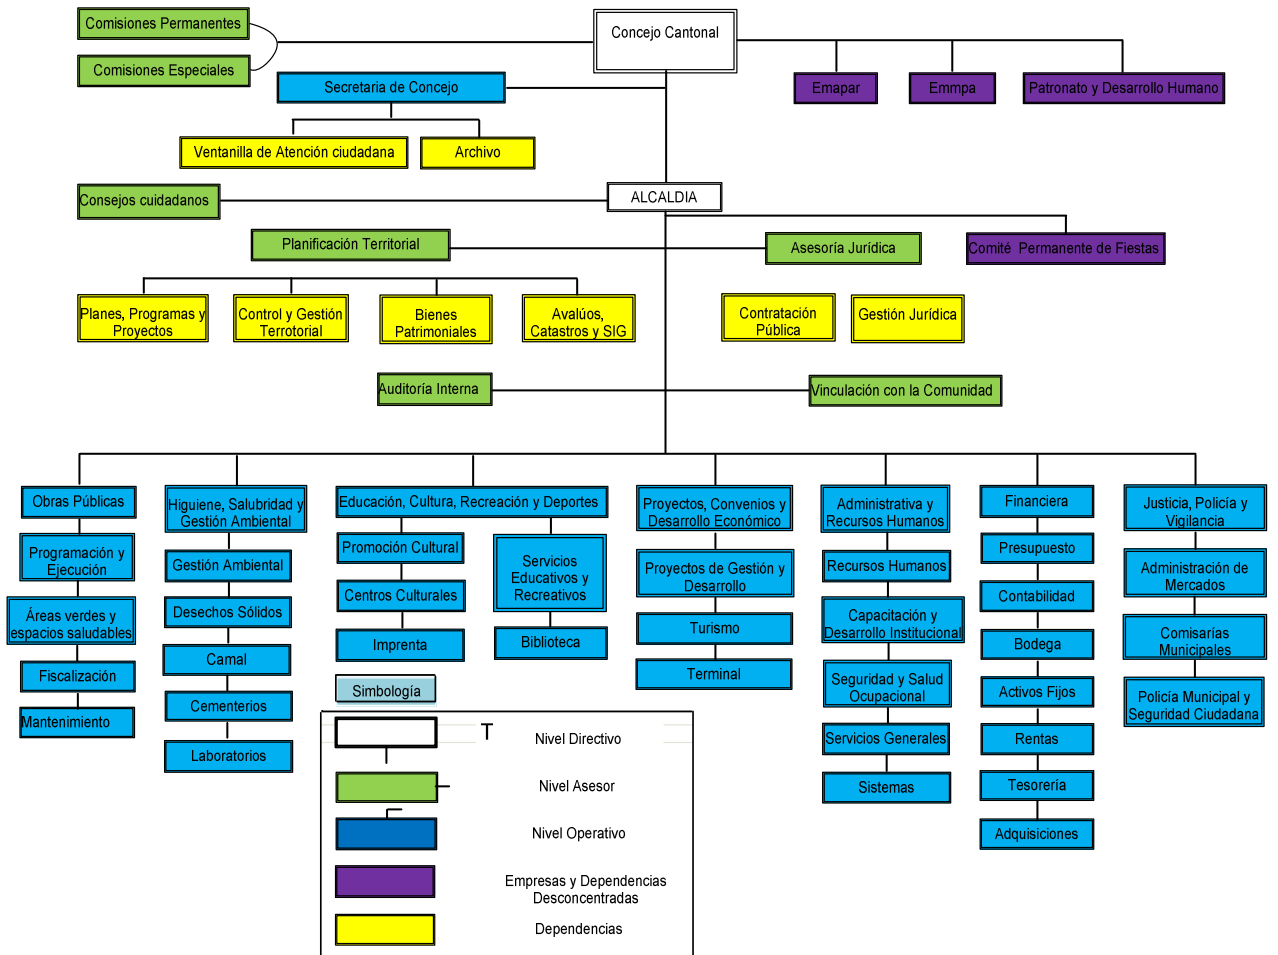 Comisiones Permanentes
Concejo Cantonal
Comisiones Especiales
Secretaria de Concejo
Emapar
Emmpa
Patronato y Desarrollo Humano
Ventanilla de Atención ciudadana
Archivo
Consejos cuidadanos
ALCALDIA
Planificación Territorial
Asesoría Jurídica
Comité Permanente de Fiestas
Planes, Programas y
Proyectos
Control y Gestión
Terrotorial
Bienes
Patrimoniales
Avalúos,
Catastros y SIG
Contratación
Pública
Gestión Jurídica
Auditoría Interna
Vinculación con la Comunidad
Obras Públicas
Programación y
Ejecución
Áreas verdes y
espacios saludables
Fiscalización
Mantenimiento
Higuiene, Salubridad y
Gestión Ambiental
Gestión Ambiental
Desechos Sólidos
Camal
Cementerios
Laboratorios
Educación, Cultura, Recreación y Deportes
Promoción Cultural
Centros Culturales
Imprenta
Servicios
Educativos y
Recreativos
Biblioteca
Proyectos, Convenios y
Desarrollo Económico
Proyectos de Gestión y
Desarrollo
Turismo
Terminal
Administrativa y
Recursos Humanos
Recursos Humanos
Capacitación y
Desarrollo Institucional
Seguridad y Salud
Ocupacional
Servicios Generales
Sistemas
Financiera
Presupuesto
Contabilidad
Bodega
Activos Fijos
Rentas
Tesorería
Adquisiciones
Justicia, Policía y
Vigilancia
Administración de
Mercados
Comisarías
Municipales
Policía Municipal y
Seguridad Ciudadana
Simbología
T
Nivel Directivo
Nivel Asesor
Nivel Operativo
Empresas y Dependencias
Desconcentradas
Dependencias